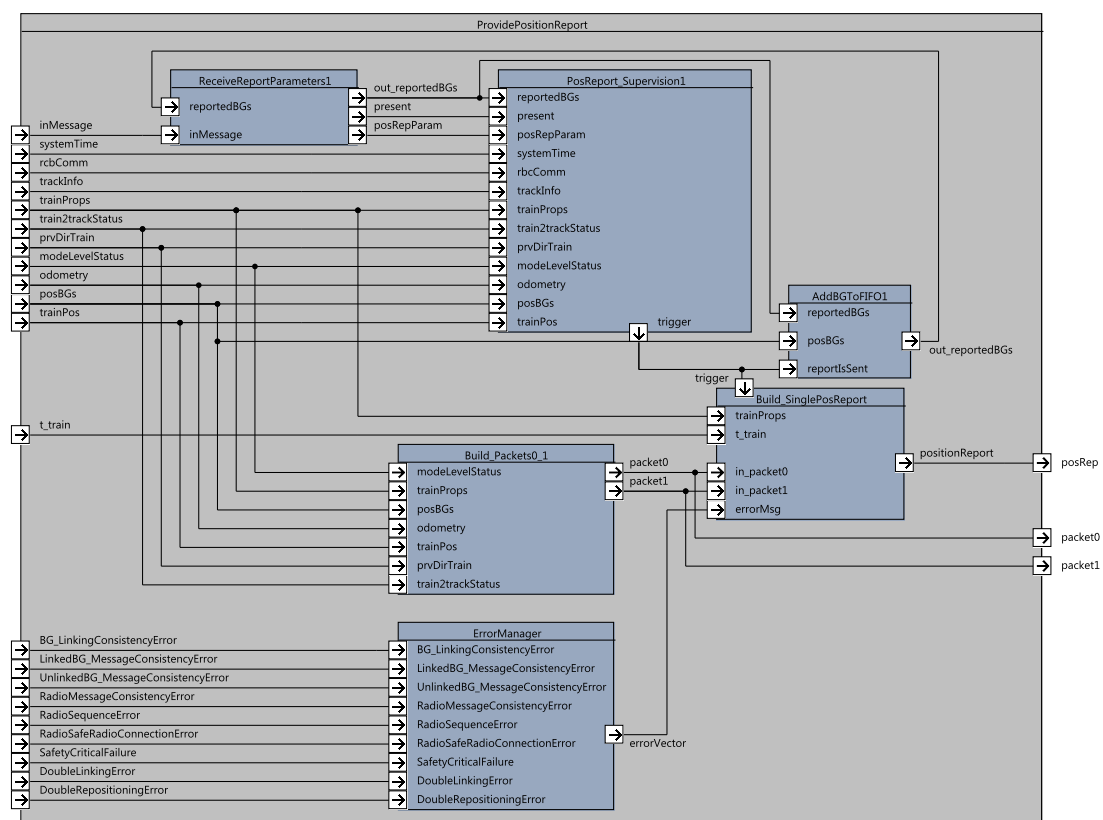 ProvidePositionReport
ReceiveReportParameters1
reportedBGs
inMessage
out_reportedBGs
present
posRepParam
PosReport_Supervision1
reportedBGs
present
posRepParam
systemTime
rbcComm
trackInfo
trainProps
train2trackStatus
prvDirTrain
modeLevelStatus
odometry
posBGs
trainPos
trigger
inMessage
systemTime
rcbComm
trackInfo
trainProps
train2trackStatus
prvDirTrain
modeLevelStatus
odometry
posBGs
trainPos
AddBGToFIFO1
reportedBGs
posBGs
reportIsSent
out_reportedBGs
trigger
Build_SinglePosReport
trainProps
t_train
in_packet0
in_packet1
errorMsg
positionReport
posRep
packet0
packet1
t_train
Build_Packets0_1
modeLevelStatus
trainProps
posBGs
odometry
trainPos
prvDirTrain
train2trackStatus
packet0
packet1
BG_LinkingConsistencyError
LinkedBG_MessageConsistencyError
UnlinkedBG_MessageConsistencyError
RadioMessageConsistencyError
RadioSequenceError
RadioSafeRadioConnectionError
SafetyCriticalFailure
DoubleLinkingError
DoubleRepositioningError
ErrorManager
BG_LinkingConsistencyError
LinkedBG_MessageConsistencyError
UnlinkedBG_MessageConsistencyError
RadioMessageConsistencyError
RadioSequenceError
RadioSafeRadioConnectionError
SafetyCriticalFailure
DoubleLinkingError
DoubleRepositioningError
errorVector